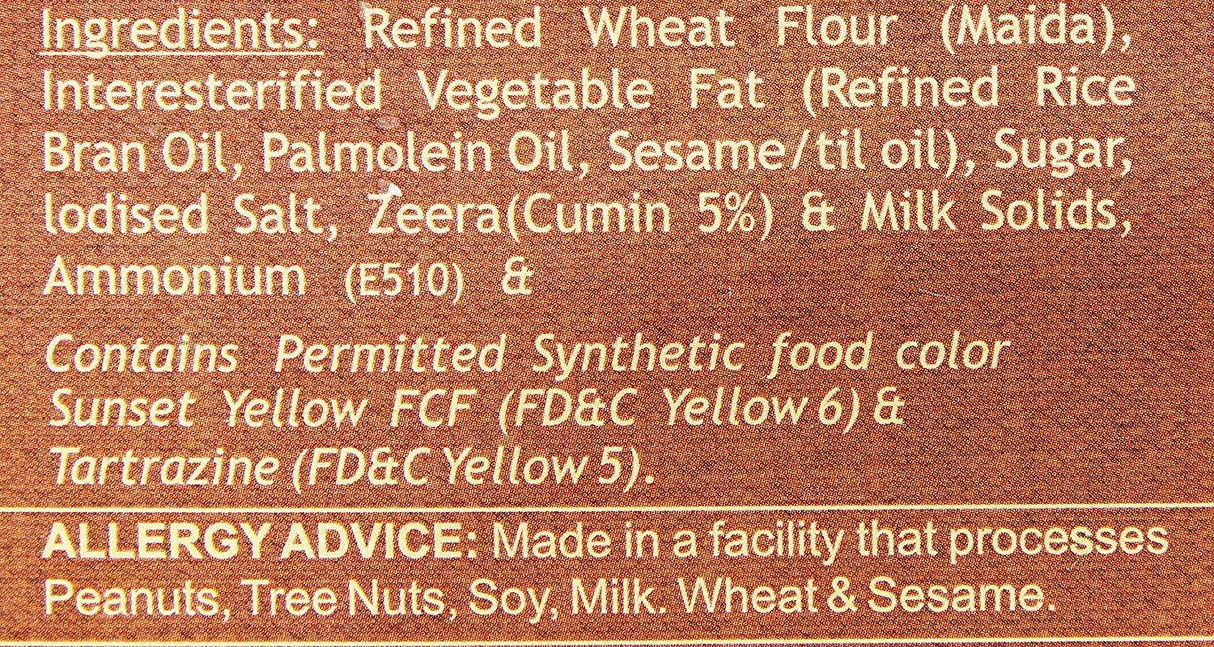 Ingredients: Refined Wheat Flour (Maida),
Interesterified Vegetable Fat (Refined Rice
Bran Oil, Palmolein Oil, Sesame/til oil), Sugar,
Iodised Salt, Zeera(Cumin 5%) & Milk Solids,
Ammonium (E510) &
Contains Permitted Synthetic food color
Sunset Yellow FCF (FD&C Yellow 6) &
Tartrazine (FD&C Yellow 5).
ALLERGY ADVICE: Made in a facility that processes
Peanuts, Tree Nuts, Soy, Milk. Wheat & Sesame.